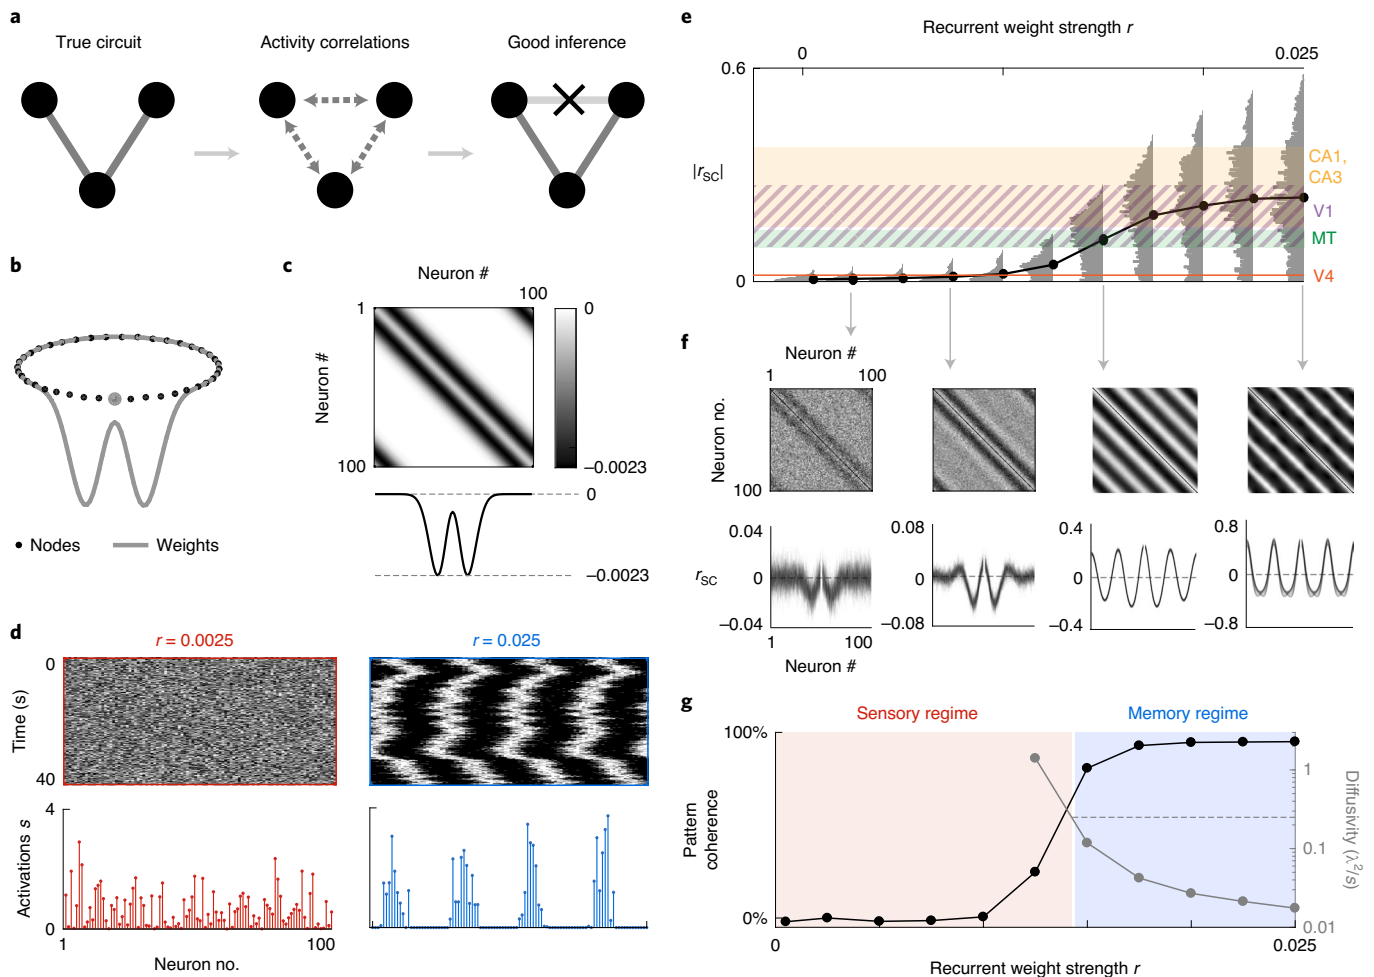 a
True circuit
Activity correlations
Good inference
b
Nodes
Weights
c
Neuron #
100
1
Neuron #
100
0
−0.0023
0
−0.0023
d
r = 0.0025
r = 0.025
0
Time (s)
40
4
Activations s
0
1
100
Neuron no.
e
Recurrent weight strength r
0
0.025
0.6
|rSC|
0
CA1,
CA3
V1
MT
V4
f
Neuron #
1
100
Neuron no.
100
0.04
0
−0.04
rSC
1
100
Neuron #
0.08
0
−0.08
0.4
0
−0.4
0.8
0
−0.8
g
Sensory regime
Memory regime
100%
Pattern
coherence
0%
1
0.1
0.01
Diffusivity (λ²/s)
0
0.025
Recurrent weight strength r